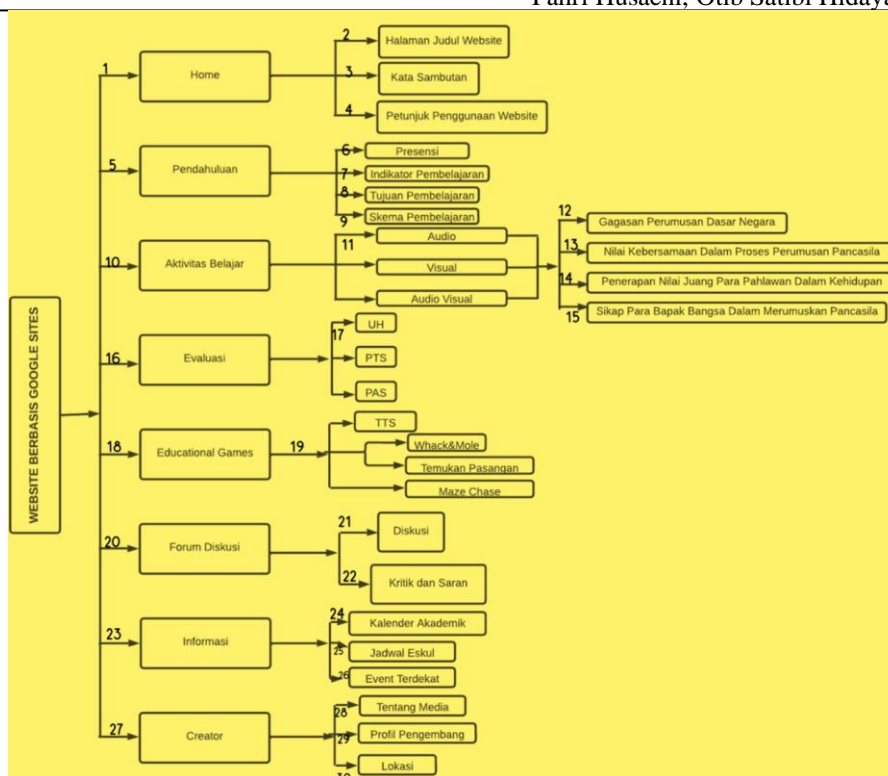 Fahri Husaeni, Otib Satibi Hidaya
WEBSITE BERBASIS GOOGLE SITES
1
Home
2
Halaman Judul Website
3
Kata Sambutan
4
Petunjuk Penggunaan Website
5
Pendahuluan
6
Presensi
7
Indikator Pembelajaran
8
Tujuan Pembelajaran
9
Skema Pembelajaran
10
Aktivitas Belajar
11
Audio
Visual
Audio Visual
12
Gagasan Perumusan Dasar Negara
13
Nilai Kebersamaan Dalam Proses Perumusan Pancasila
14
Penerapan Nilai Juang Para Pahlawan Dalam Kehidupan
15
Sikap Para Bapak Bangsa Dalam Merumuskan Pancasila
16
Evaluasi
17
UH
PTS
PAS
18
Educational Games
19
TTS
Whack&Mole
Temukan Pasangan
Maze Chase
20
Forum Diskusi
21
Diskusi
22
Kritik dan Saran
23
Informasi
24
Kalender Akademik
25
Jadwal Eskul
26
Event Terdekat
27
Creator
28
Tentang Media
29
Profil Pengembang
Lokasi